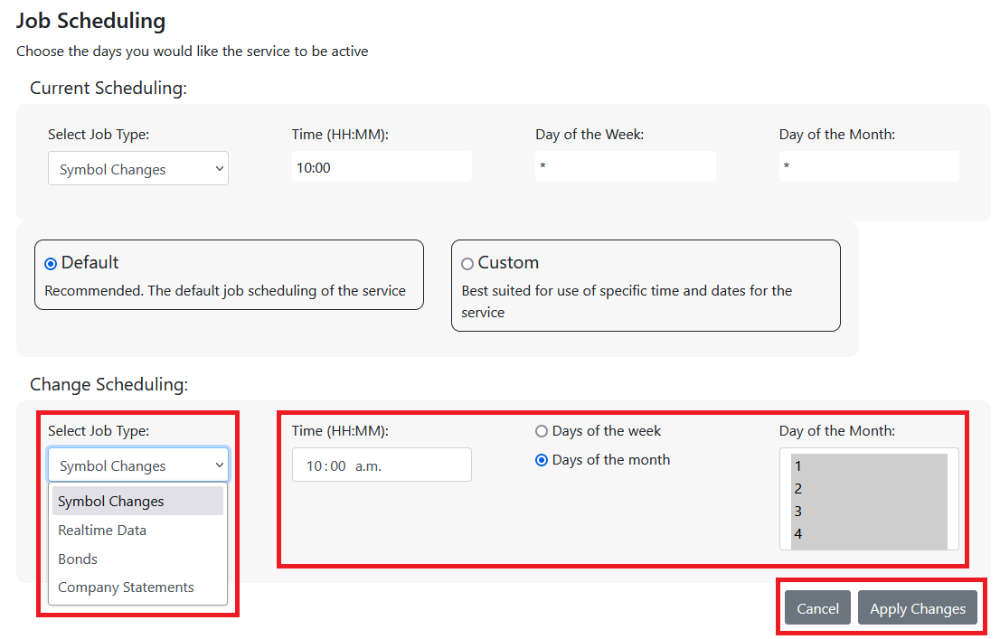 Job Scheduling
Choose the days you would like the service to be active
Current Scheduling:
Select Job Type:
Symbol Changes
Time (HH:MM):
10:00
Day of the Week:
*
Day of the Month:
*
Default
Recommended. The default job scheduling of the service
Custom
Best suited for use of specific time and dates for the
service
Change Scheduling:
Select Job Type:
Symbol Changes
Symbol Changes
Realtime Data
Bonds
Company Statements
Time (HH:MM):
10:00 a.m.
Days of the week
Days of the month
Day of the Month:
1
2
3
4
Cancel
Apply Changes